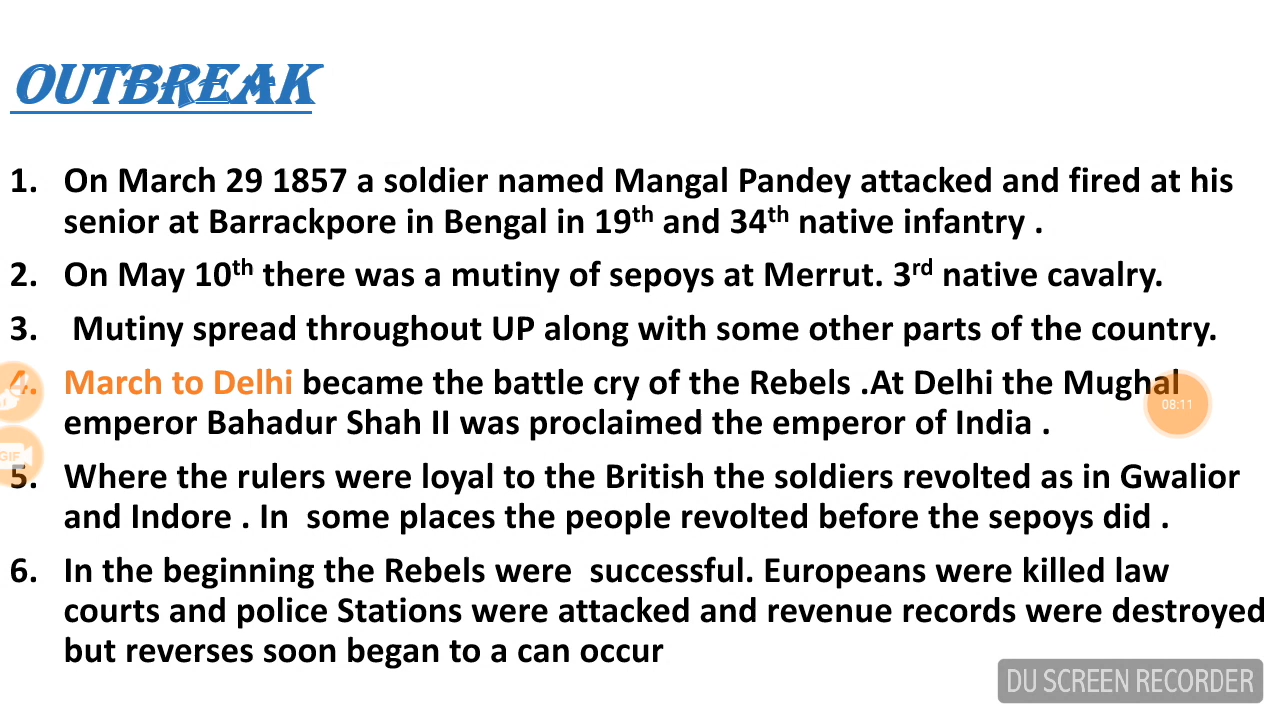 OUTBREAK
1. On March 29 1857 a soldier named Mangal Pandey attacked and fired at his
senior at Barrackpore in Bengal in 19th and 34th native infantry .
2. On May 10th there was a mutiny of sepoys at Merrut. 3rd native cavalry.
3. Mutiny spread throughout UP along with some other parts of the country.
4. March to Delhi became the battle cry of the Rebels .At Delhi the Mughal
emperor Bahadur Shah II was proclaimed the emperor of India .
08:11
GIF
5. Where the rulers were loyal to the British the soldiers revolted as in Gwalior
and Indore . In some places the people revolted before the sepoys did .
6. In the beginning the Rebels were successful. Europeans were killed law
courts and police Stations were attacked and revenue records were destroyed
but reverses soon began to a can occur
DU SCREEN RECORDER